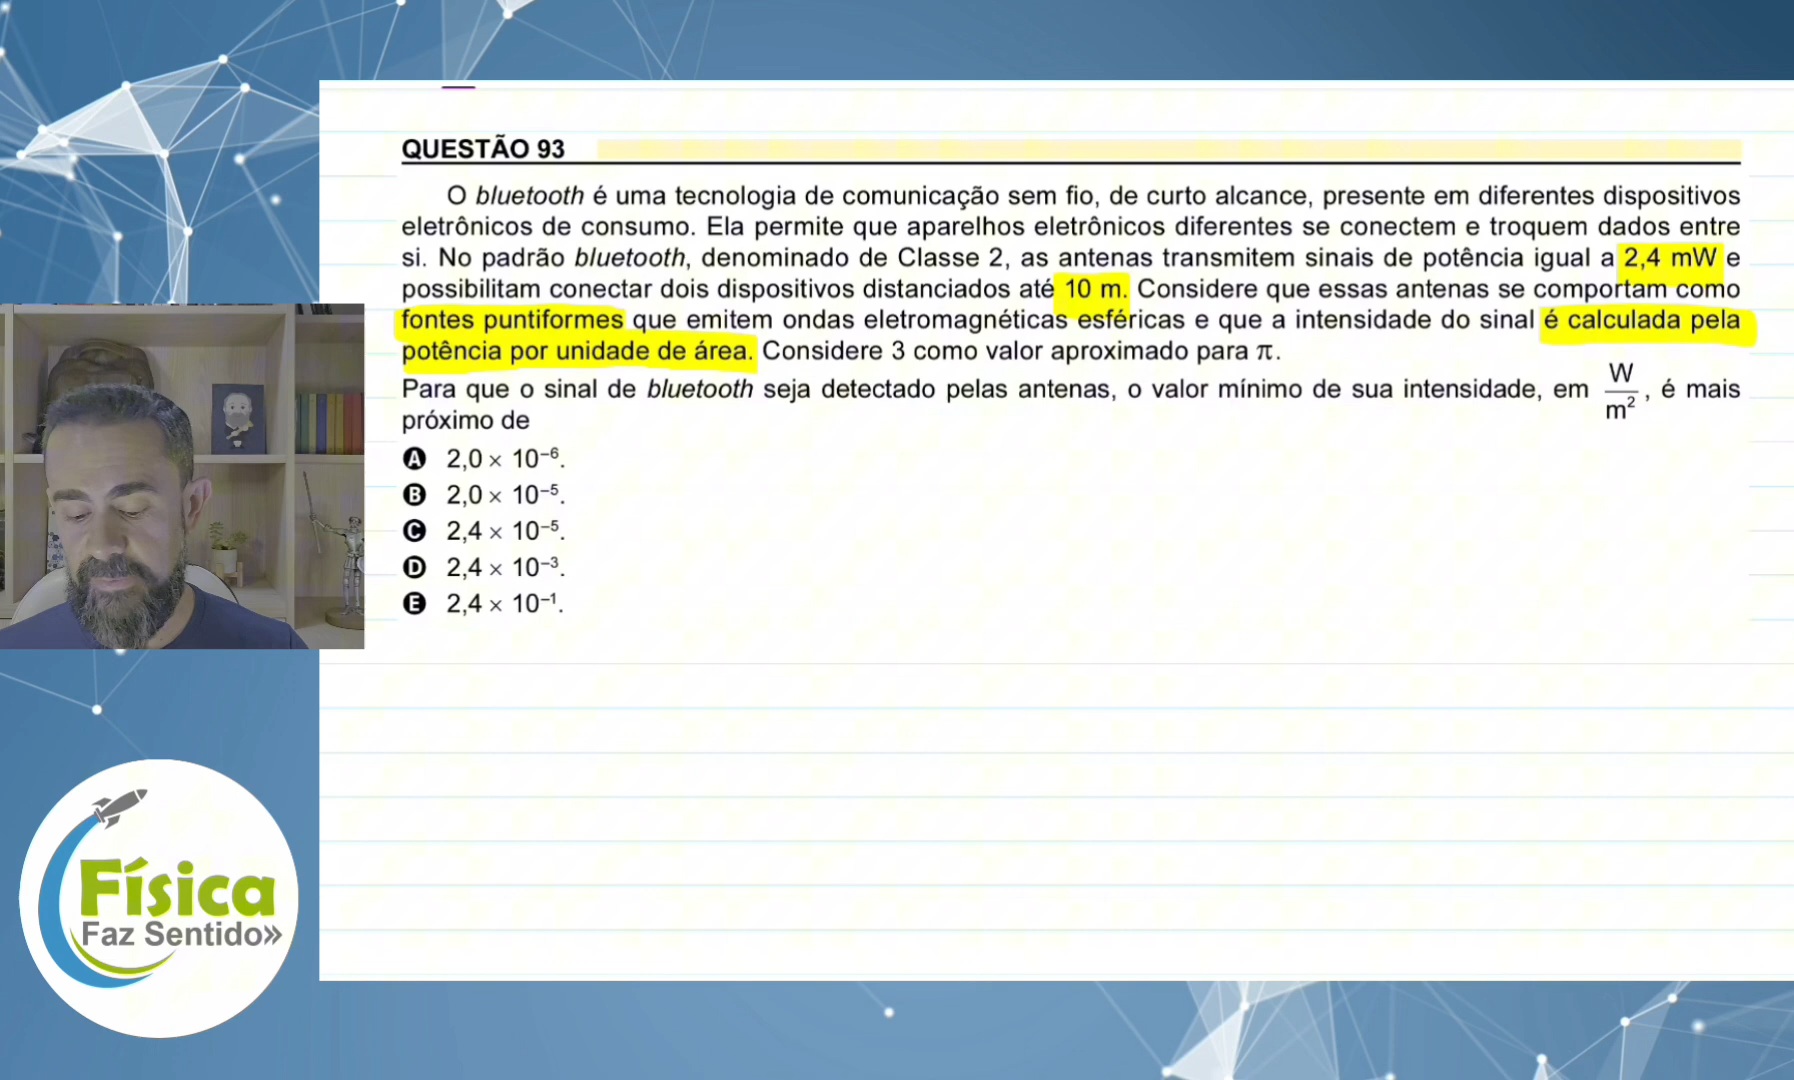 QUESTÃO 93
O bluetooth é uma tecnologia de comunicação sem fio, de curto alcance, presente em diferentes dispositivos
eletrônicos de consumo. Ela permite que aparelhos eletrônicos diferentes se conectem e troquem dados entre
si. No padrão bluetooth, denominado de Classe 2, as antenas transmitem sinais de potência igual a 2,4 mW e
possibilitam conectar dois dispositivos distanciados até 10 m. Considere que essas antenas se comportam como
fontes puntiformes que emitem ondas eletromagnéticas esféricas e que a intensidade do sinal é calculada pela
potência por unidade de área. Considere 3 como valor aproximado para π.
Para que o sinal de bluetooth seja detectado pelas antenas, o valor mínimo de sua intensidade, em W/m², é mais
próximo de
A 2,0 × 10⁻⁶.
B 2,0 × 10⁻⁵.
C 2,4 × 10⁻⁵.
D 2,4 × 10⁻³.
E 2,4 × 10⁻¹.
Física
Faz Sentido»